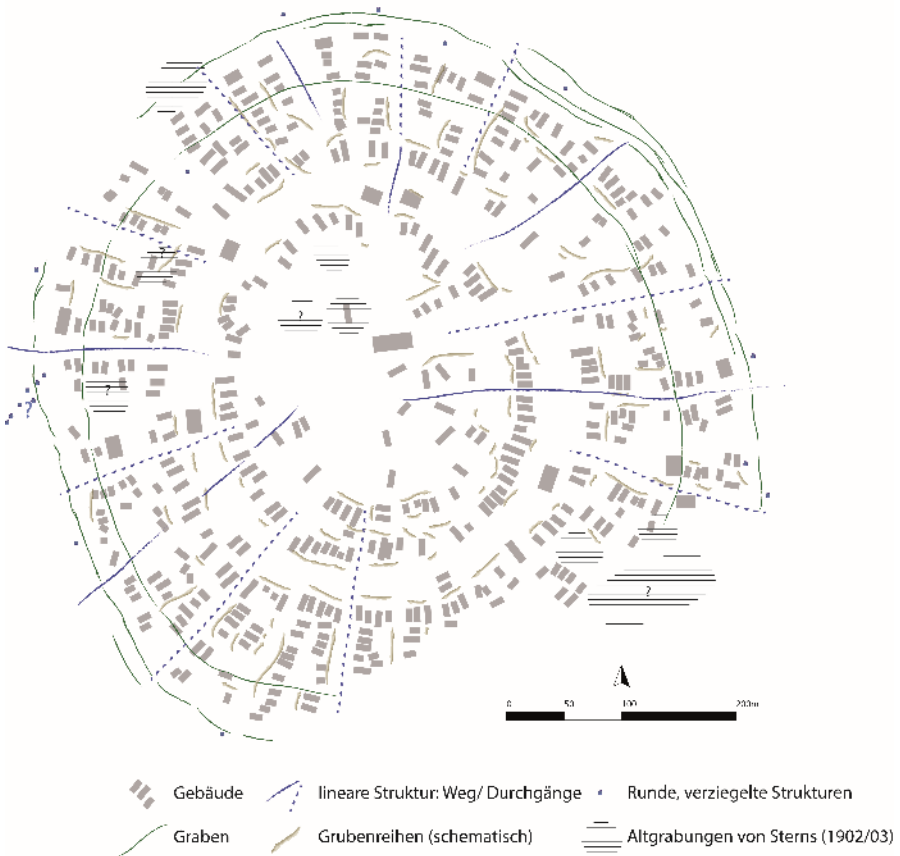 ?
?
?
?
?
0 50 100 200m
Gebäude lineare Struktur: Weg/ Durchgänge Runde, verziegelte Strukturen
Graben Grubenreihen (schematisch) Altgrabungen von Sterns (1902/03)